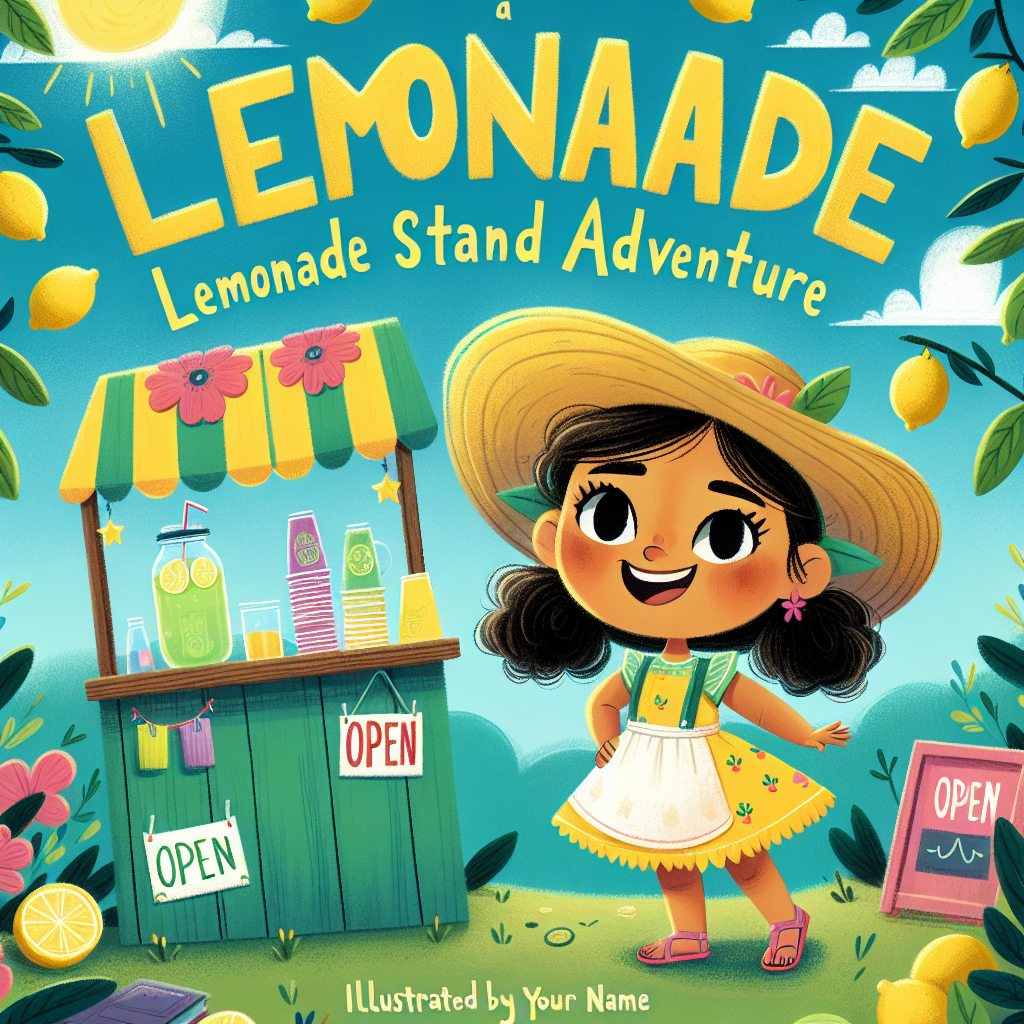 a
LEMONAADE
Lemonade Stand Adventure
OPEN
OPEN
OPEN
Illustrated by Your Name